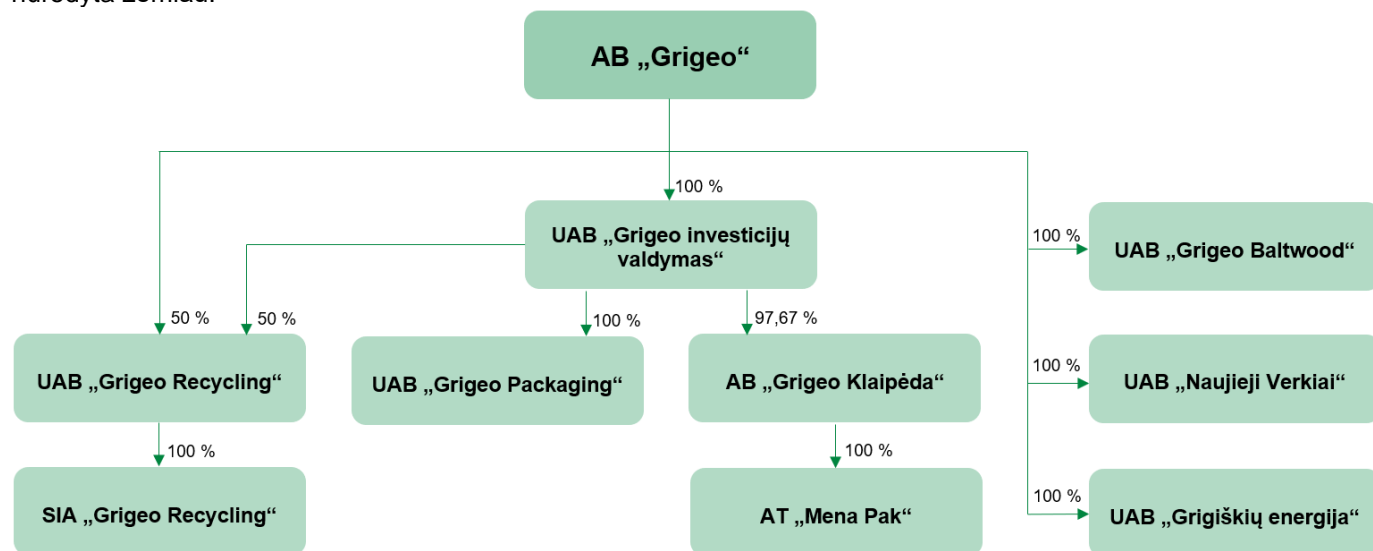 nurodyta žemiau.
AB „Grigeo“
100 %
UAB „Grigeo investicijų
valdymas“
100 %
UAB „Grigeo Baltwood“
50 %
50 %
100 %
97,67 %
UAB „Grigeo Recycling“
UAB „Grigeo Packaging“
AB „Grigeo Klaipėda“
100 %
UAB „Naujieji Verkiai“
100 %
100 %
SIA „Grigeo Recycling“
AT „Mena Pak“
100 %
UAB „Grigiškių energija“